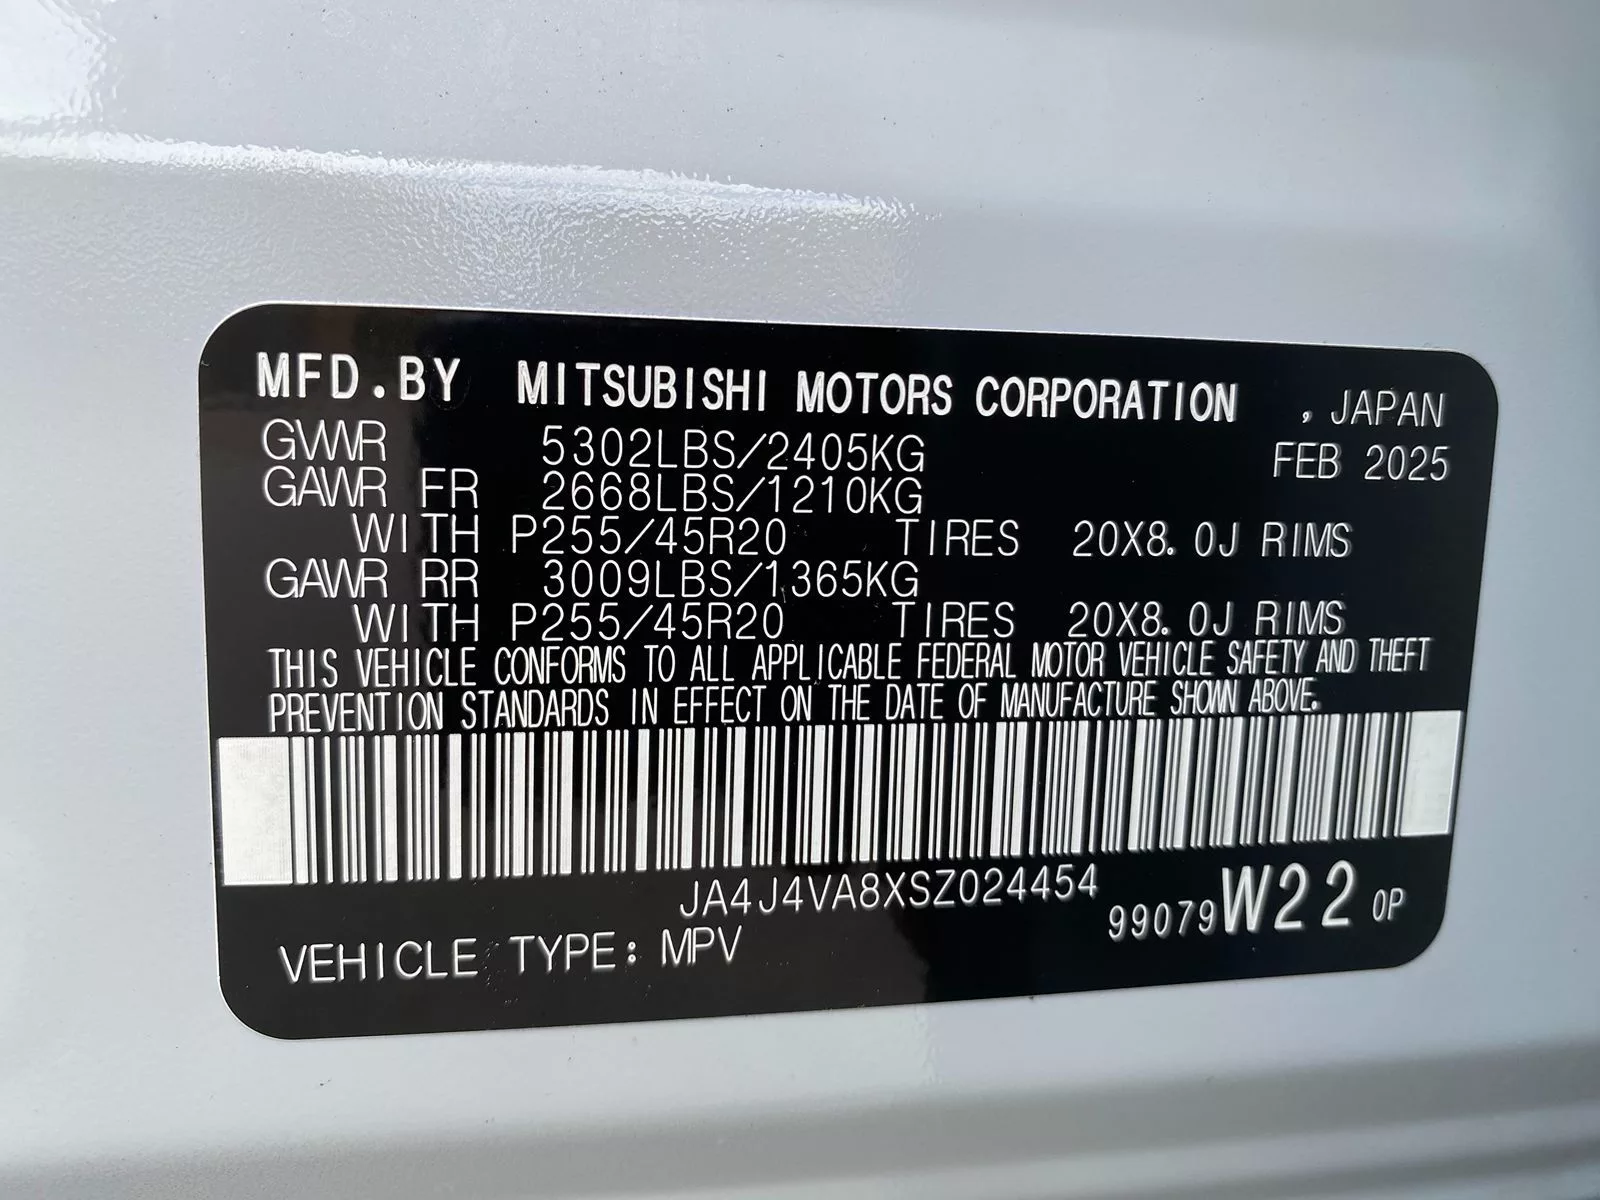 MFD.BY MITSUBISHI MOTORS CORPORATION , JAPAN
GVWR 5302LBS/2405KG FEB 2025
GAWR FR 2668LBS/1210KG
WITH P255/45R20 TIRES 20X8.0J RIMS
GAWR RR 3009LBS/1365KG
WITH P255/45R20 TIRES 20X8.0J RIMS
THIS VEHICLE CONFORMS TO ALL APPLICABLE FEDERAL MOTOR VEHICLE SAFETY AND THEFT
PREVENTION STANDARDS IN EFFECT ON THE DATE OF MANUFACTURE SHOWN ABOVE.
JA4J4VA8XSZ024454
99079 W22 0P
VEHICLE TYPE: MPV